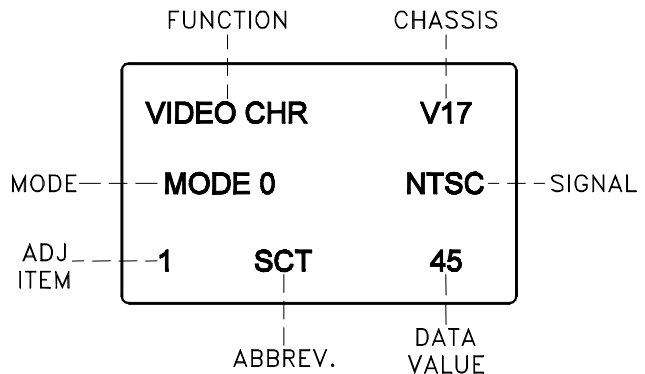 FUNCTION CHASSIS
VIDEO CHR V17
MODE MODE 0 NTSC SIGNAL
ADJ ITEM 1 SCT 45
ABBREV. DATA VALUE